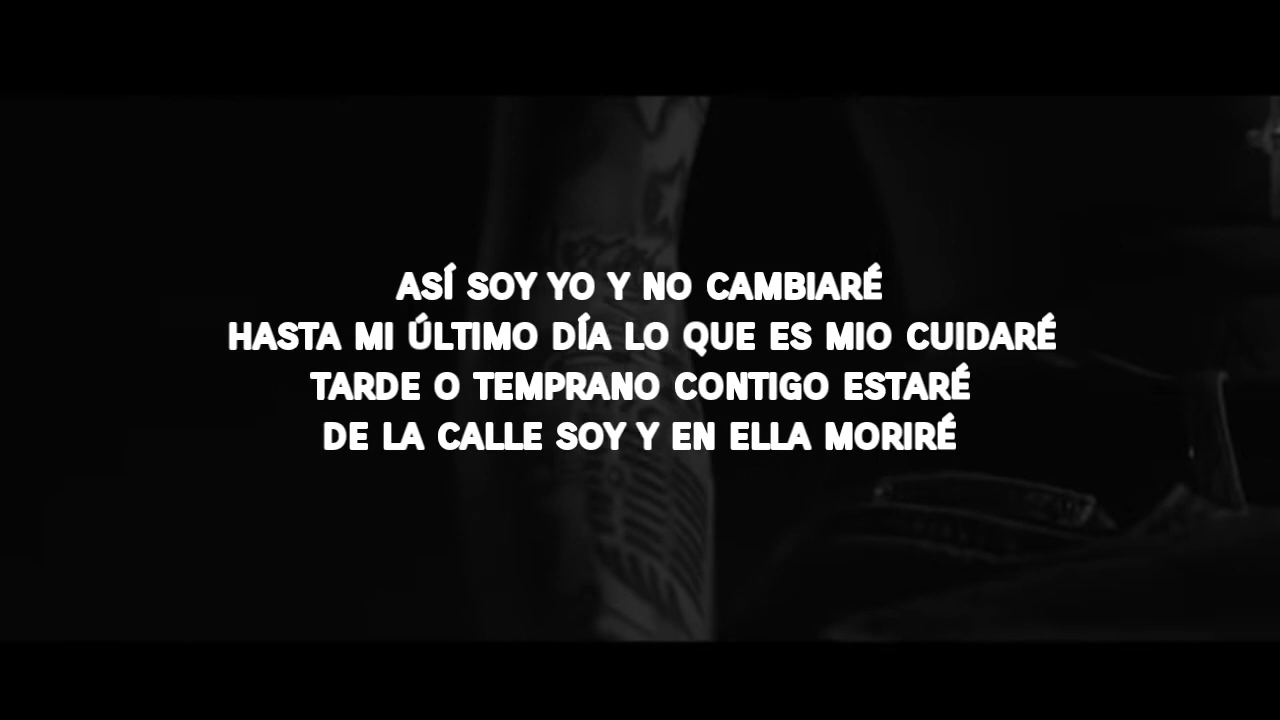 ASÍ SOY YO Y NO CAMBIARÉ
HASTA MI ÚLTIMO DÍA LO QUE ES MIO CUIDARÉ
TARDE O TEMPRANO CONTIGO ESTARÉ
DE LA CALLE SOY Y EN ELLA MORIRÉ